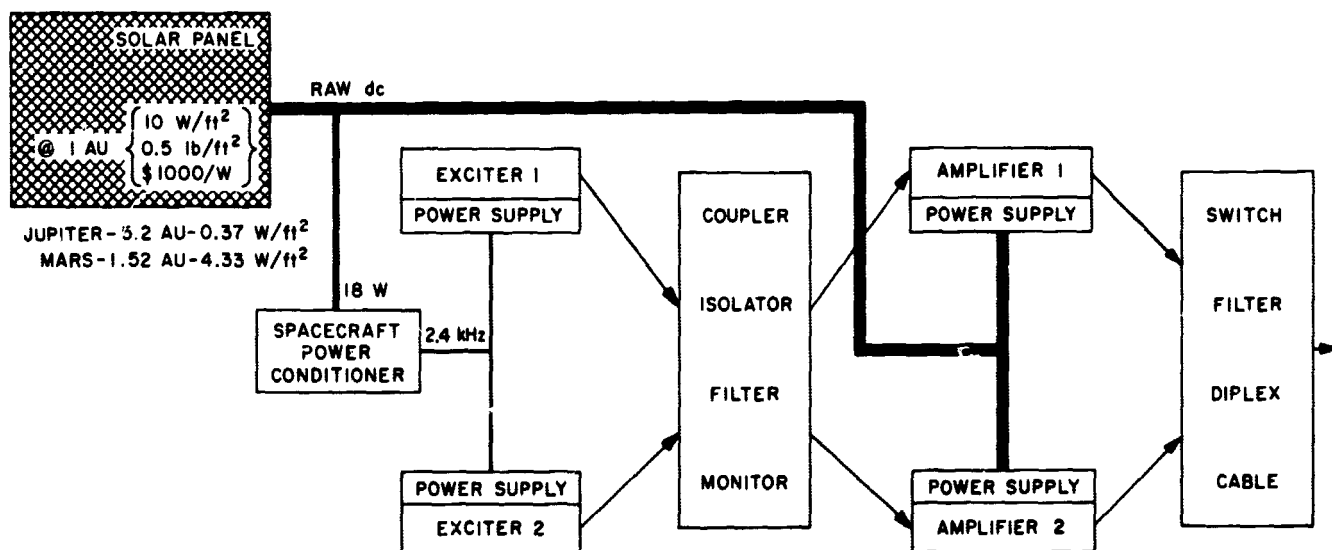 SOLAR PANEL
@ 1 AU { 10 W/ft²
0.5 lb/ft²
$1000/W }
JUPITER-5.2 AU-0.37 W/ft²
MARS-1.52 AU-4.33 W/ft²
RAW dc
18 W
SPACECRAFT
POWER
CONDITIONER
2.4 kHz
EXCITER 1
POWER SUPPLY
POWER SUPPLY
EXCITER 2
COUPLER
ISOLATOR
FILTER
MONITOR
AMPLIFIER 1
POWER SUPPLY
POWER SUPPLY
AMPLIFIER 2
SWITCH
FILTER
DIPLEX
CABLE